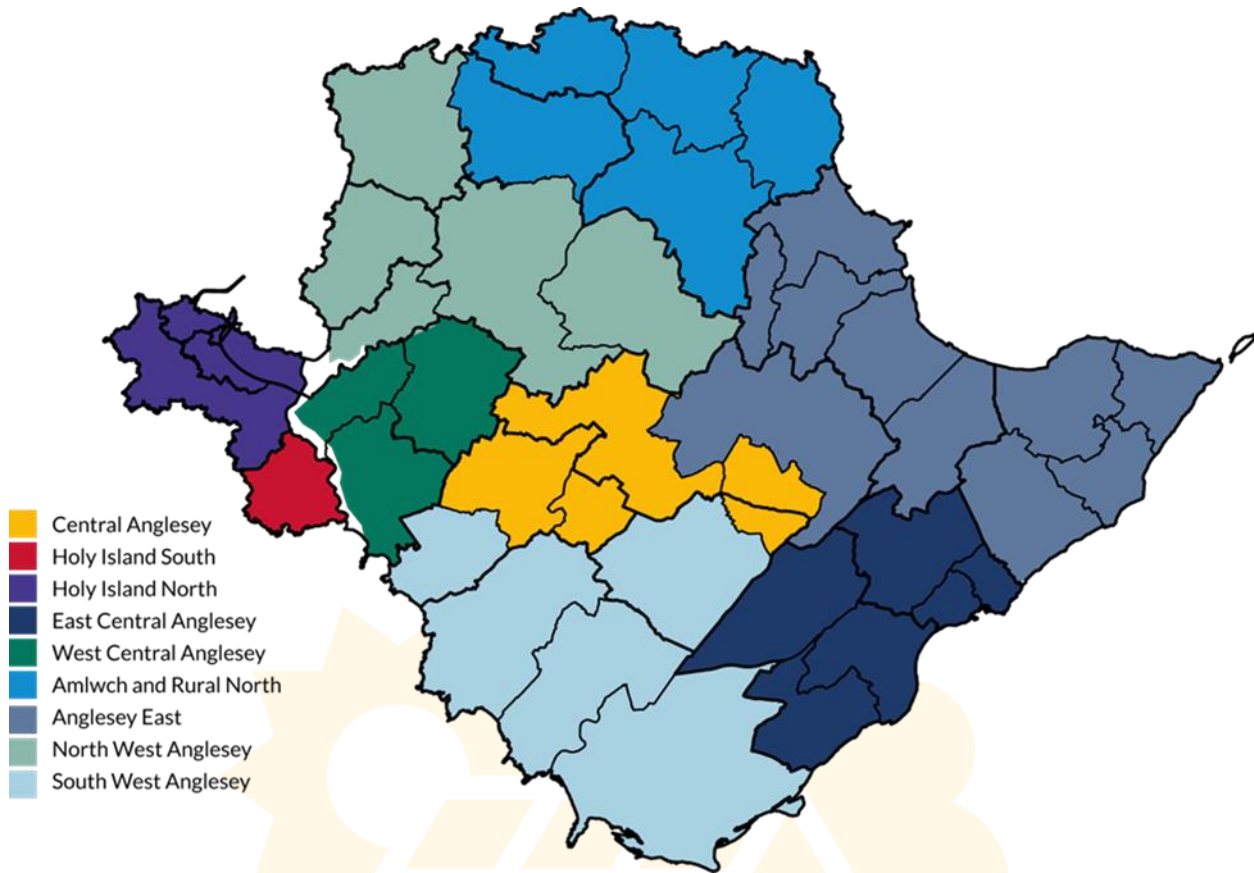 Central Anglesey
Holy Island South
Holy Island North
East Central Anglesey
West Central Anglesey
Amlwch and Rural North
Anglesey East
North West Anglesey
South West Anglesey